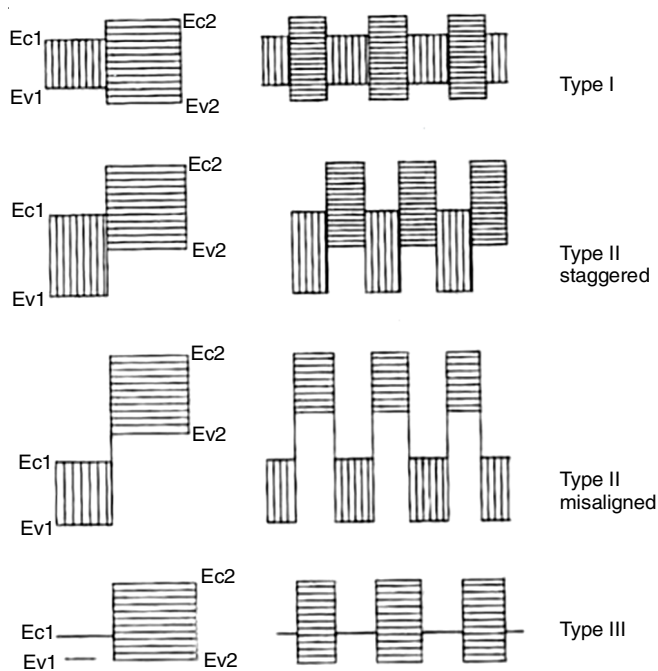 Ec1
Ec2
Ev1
Ev2
Type I
Ec2
Ec1
Ev2
Ev1
Type II
staggered
Ec2
Ev2
Ec1
Ev1
Type II
misaligned
Ec2
Ec1
Ev1
Ev2
Type III